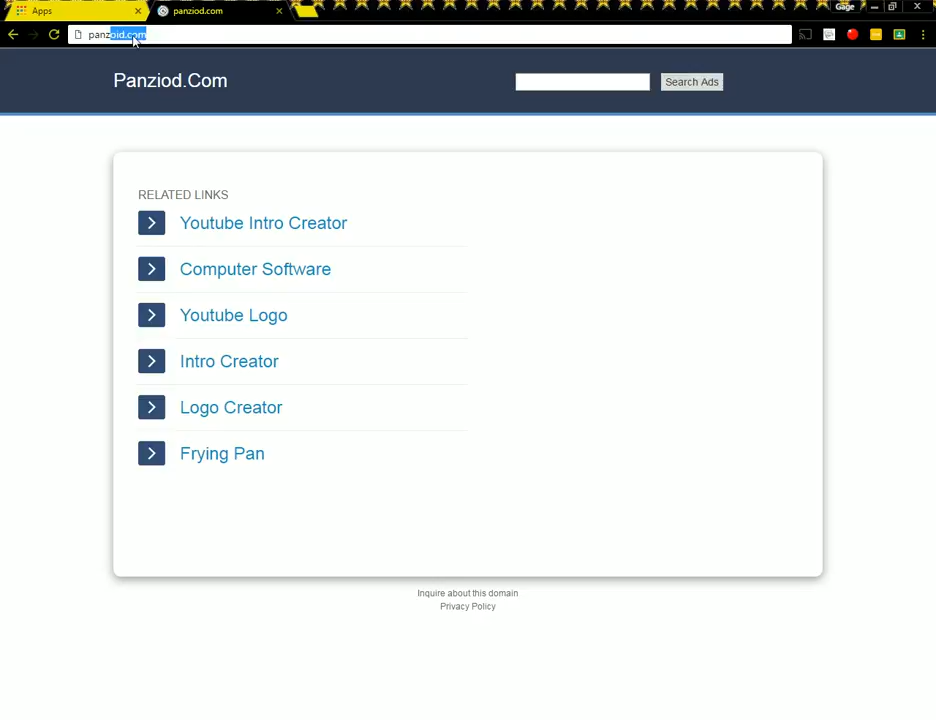 Apps
panziod.com
Gage
panzoid.com
Panziod.Com
Search Ads
RELATED LINKS
Youtube Intro Creator
Computer Software
Youtube Logo
Intro Creator
Logo Creator
Frying Pan
Inquire about this domain
Privacy Policy